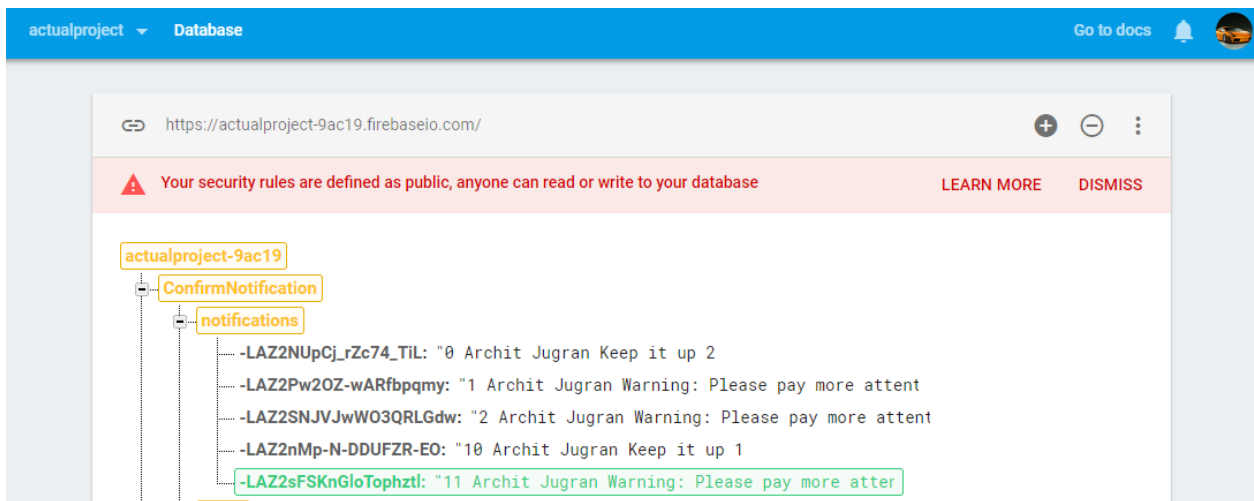 actualproject Database Go to docs
https://actualproject-9ac19.firebaseio.com/
Your security rules are defined as public, anyone can read or write to your database LEARN MORE DISMISS
actualproject-9ac19
ConfirmNotification
notifications
-LAZ2NUpCj_rZc74_TiL: "0 Archit Jugran Keep it up 2
-LAZ2Pw2OZ-wARfbpqmy: "1 Archit Jugran Warning: Please pay more attent
-LAZ2SNJVJwWO3QRLGdw: "2 Archit Jugran Warning: Please pay more attent
-LAZ2nMp-N-DDUFZR-EO: "10 Archit Jugran Keep it up 1
-LAZ2sFSKnGloTophztl: "11 Archit Jugran Warning: Please pay more atter